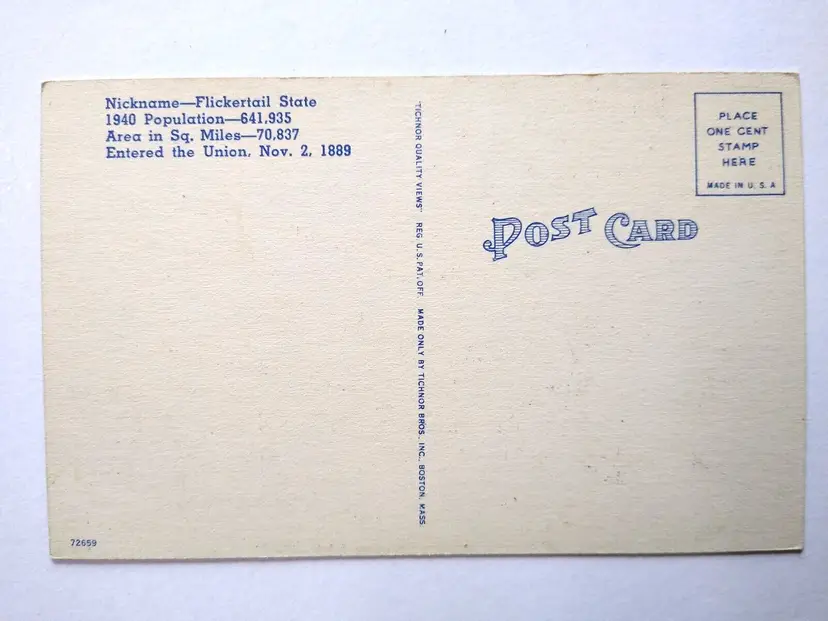 Nickname—Flickertail State
1940 Population—641,935
Area in Sq. Miles—70,837
Entered the Union, Nov. 2, 1889
"TICHNOR QUALITY VIEWS" REG. U. S. PAT. OFF. MADE ONLY BY TICHNOR BROS., INC., BOSTON, MASS.
PLACE
ONE CENT
STAMP
HERE
MADE IN U. S. A
POST CARD
72659